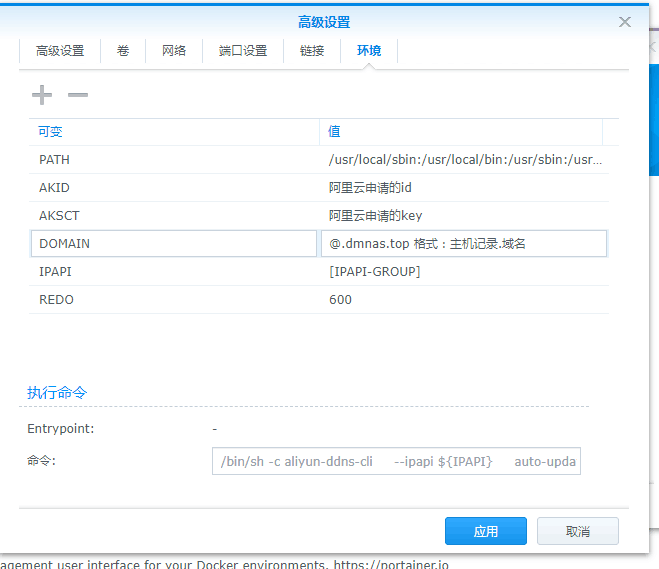 高级设置
高级设置 卷 网络 端口设置 链接 环境
可变 值
PATH /usr/local/sbin:/usr/local/bin:/usr/sbin:/usr...
AKID 阿里云申请的id
AKSCT 阿里云申请的key
DOMAIN @.dmnas.top 格式：主机记录.域名
IPAPI [IPAPI-GROUP]
REDO 600
执行命令
Entrypoint: -
命令: /bin/sh -c aliyun-ddns-cli --ipapi ${IPAPI} auto-upda
应用 取消
agement user interface for your Docker environments. https://portainer.io